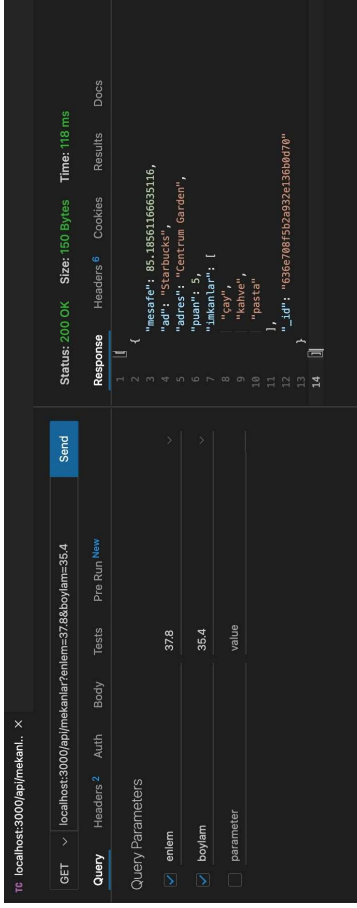 TC localhost:3000/api/mekanl.. ×
GET localhost:3000/api/mekanlar?enlem=37.8&boylam=35.4 Send
Query Headers 2 Auth Body Tests Pre Run New
Query Parameters
enlem 37.8
boylam 35.4
parameter value
Status: 200 OK Size: 150 Bytes Time: 118 ms
Response Headers 6 Cookies Results Docs
1 [
2 {
3 "mesafe": 85.18561166635116,
4 "ad": "Starbucks",
5 "adres": "Centrum Garden",
6 "puan": 5,
7 "imkanlar": [
8 "çay",
9 "kahve",
10 "pasta"
11 ],
12 "_id": "636e708f5b2a932e136b0d70"
13 }
14 ]